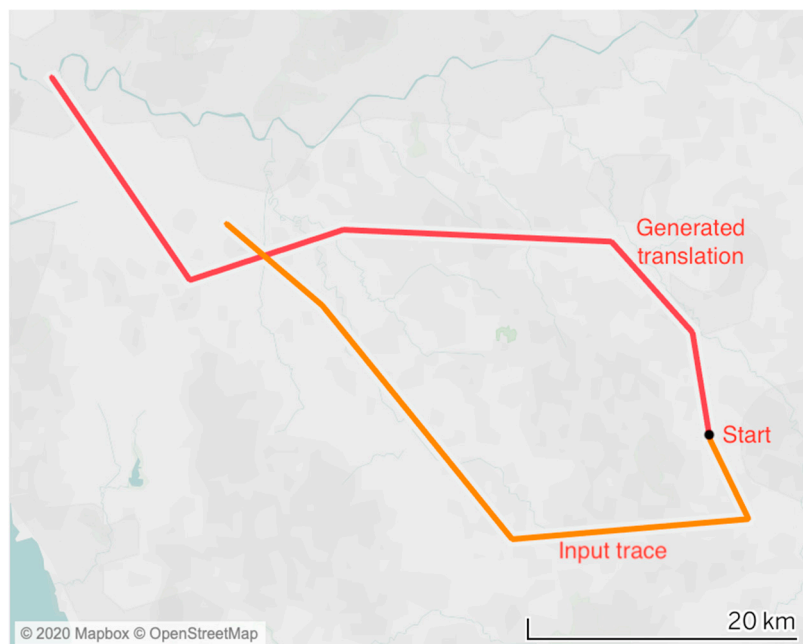 Generated
translation
Start
Input trace
20 km
© 2020 Mapbox © OpenStreetMap